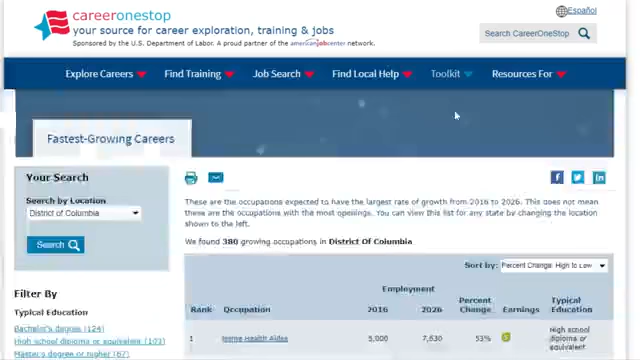 careeronestop
your source for career exploration, training & jobs
Sponsored by the U.S. Department of Labor. A proud partner of the americanjobcenter network.
Español
Search CareerOneStop
Explore Careers
Find Training
Job Search
Find Local Help
Toolkit
Resources For
Fastest-Growing Careers
Your Search
Search by Location
District of Columbia
Search
Filter By
Typical Education
Bachelor's degree (124)
High school diploma or equivalent (103)
Master's degree or higher (67)
These are the occupations expected to have the largest rate of growth from 2016 to 2026. This does not mean
these are the occupations with the most openings. You can view this list for any state by changing the location
shown to the left.
We found 380 growing occupations in District Of Columbia
Sort by: Percent Change: High to Low
Employment
Rank Occupation 2016 2026 Percent Change Earnings Typical Education
1 Home Health Aides 5,000 7,630 53% $ High school diploma or equivalent